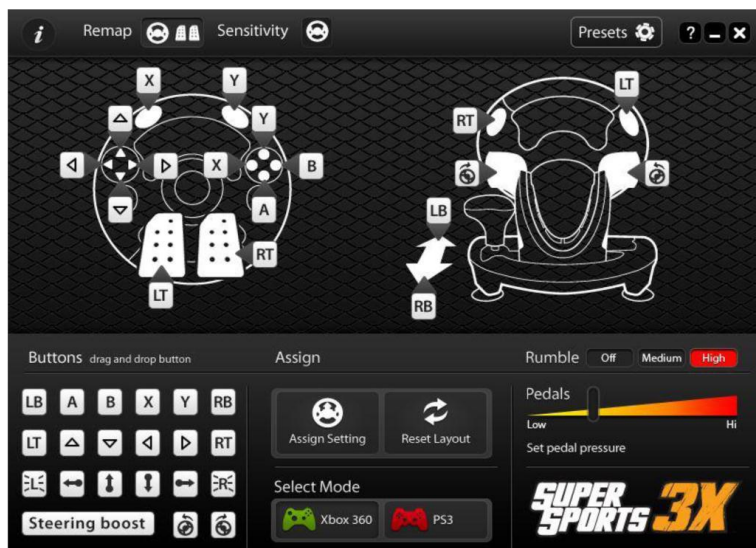 i Remap Sensitivity Presets ?
X Y
Y
X B
A
RT
LT
LT
RT
LB
RB
Buttons drag and drop button
LB A B X Y RB
LT RT
L R
Steering boost
Assign
Assign Setting Reset Layout
Select Mode
Xbox 360 PS3
Rumble Off Medium High
Pedals
Low Hi
Set pedal pressure
SUPER
SPORTS 3X